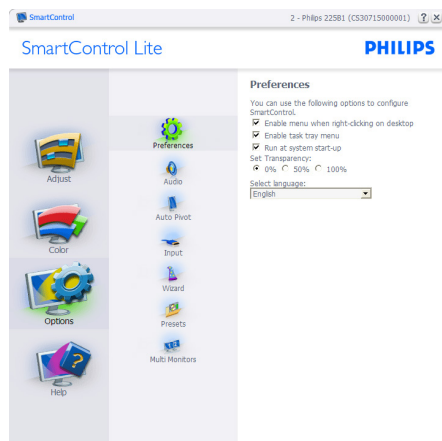 SmartControl
2 - Philips 225B1 (CS30715000001)
SmartControl Lite
PHILIPS
Adjust
Color
Options
Help
Preferences
Audio
Auto Pivot
Input
Wizard
Presets
Multi Monitors
Preferences
You can use the following options to configure
SmartControl.
Enable menu when right-clicking on desktop
Enable task tray menu
Run at system start-up
Set Transparency:
0% 50% 100%
Select language:
English